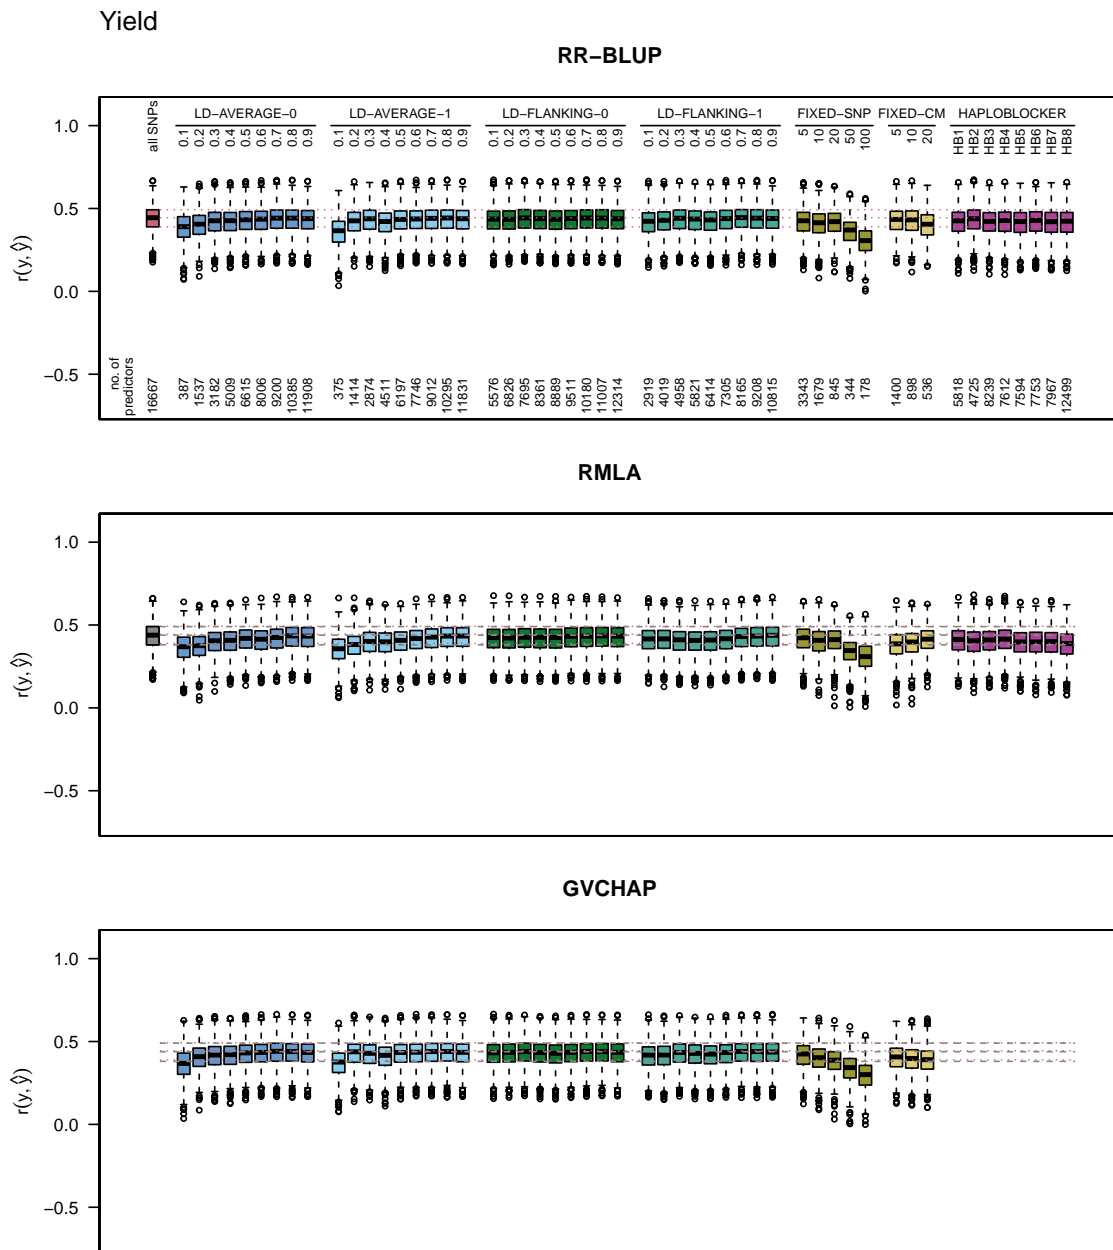 Yield
RR−BLUP
all SNPs LD−AVERAGE−0 LD−AVERAGE−1 LD−FLANKING−0 LD−FLANKING−1 FIXED−SNP FIXED−CM HAPLOBLOCKER
0.1 0.2 0.3 0.4 0.5 0.6 0.7 0.8 0.9 0.1 0.2 0.3 0.4 0.5 0.6 0.7 0.8 0.9 0.1 0.2 0.3 0.4 0.5 0.6 0.7 0.8 0.9 0.1 0.2 0.3 0.4 0.5 0.6 0.7 0.8 0.9 5 10 20 50 100 5 10 20 HB1 HB2 HB3 HB4 HB5 HB6 HB7 HB8
1.0
0.5
0.0
−0.5
r(y, ŷ)
no. of
predictors
16667 387 1537 3182 5009 6615 8006 9200 10385 11908 375 1414 2874 4511 6197 7746 9012 10295 11831 5576 6826 7695 8361 8889 9511 10180 11007 12314 2919 4019 4958 5821 6414 7305 8165 9208 10815 3343 1679 845 344 178 1400 898 536 5818 4725 8239 7612 7594 7753 7967 12499
RMLA
1.0
0.5
0.0
−0.5
r(y, ŷ)
GVCHAP
1.0
0.5
0.0
−0.5
r(y, ŷ)